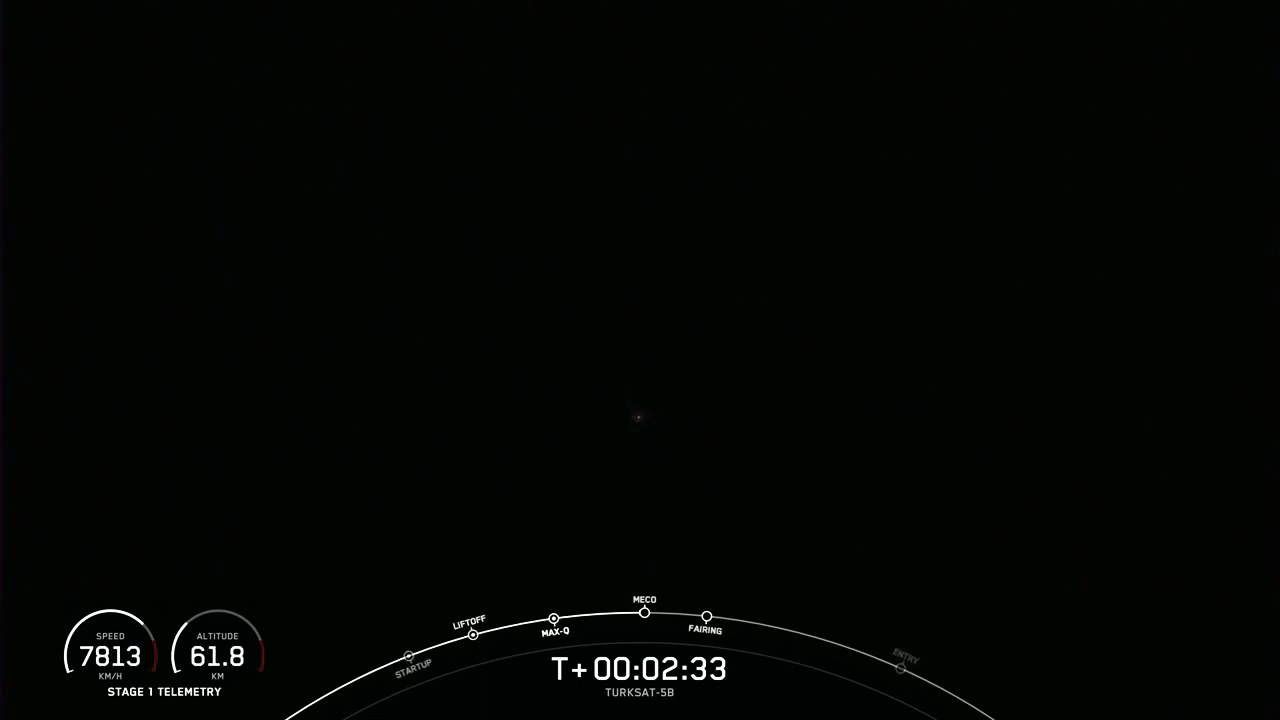 SPEED
7813
KM/H
ALTITUDE
61.8
KM
STAGE 1 TELEMETRY
STARTUP
LIFTOFF
MAX-Q
MECO
FAIRING
ENTRY
T+00:02:33
TURKSAT-5B